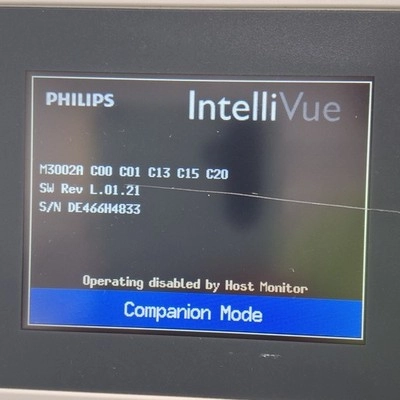 PHILIPS IntelliVue
M3002A C00 C01 C13 C15 C20
SW Rev L.01.21
S/N DE466H4833
Operating disabled by Host Monitor
Companion Mode